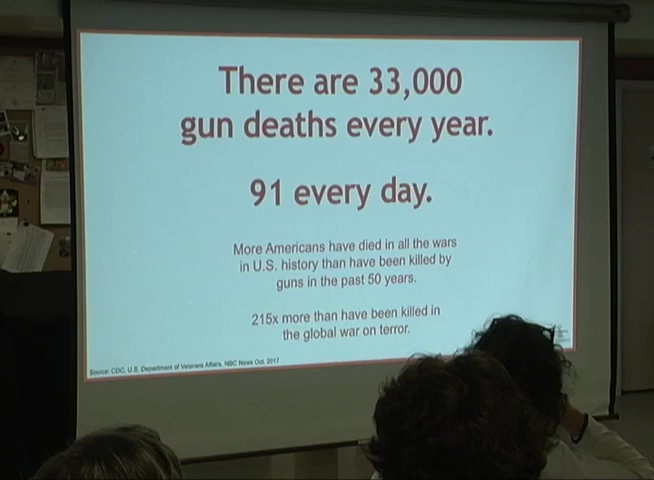 There are 33,000
gun deaths every year.
91 every day.
More Americans have died in all the wars
in U.S. history than have been killed by
guns in the past 50 years.
215x more than have been killed in
the global war on terror.
Source: CDC, U.S. Department of Veterans Affairs, NBC News Oct, 2017